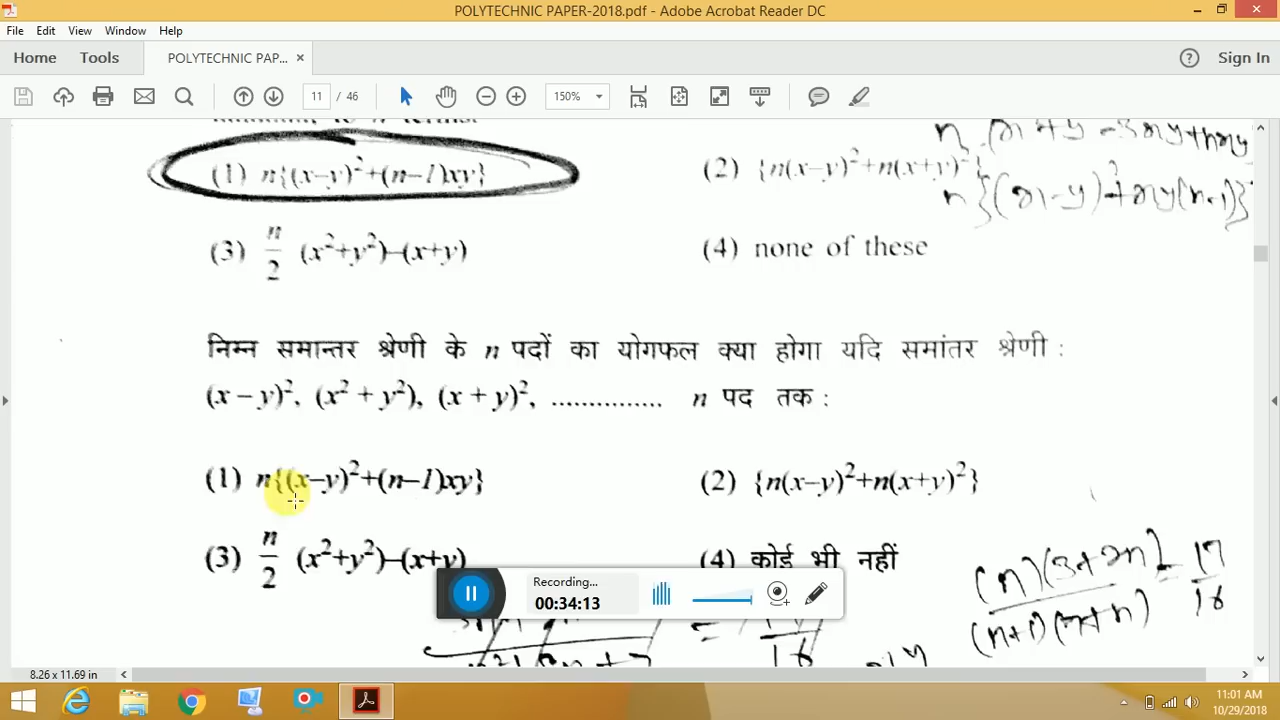 POLYTECHNIC PAPER-2018.pdf - Adobe Acrobat Reader DC
File Edit View Window Help
Home Tools POLYTECHNIC PAP... × Sign In
11 / 46 150%
(1) n{(x–y)²+(n–1)xy} (2) {n(x–y)²+n(x+y)²}
n{(x-y)²+xy(n-1)}
(3) n/2 (x²+y²)–(x+y) (4) none of these
निम्न समान्तर श्रेणी के n पदों का योगफल क्या होगा यदि समांतर श्रेणी :
(x – y)², (x² + y²), (x + y)², ............... n पद तक :
(1) n{(x–y)²+(n–1)xy} (2) {n(x–y)²+n(x+y)²}
(3) n/2 (x²+y²)–(x+y) (4) कोई भी नहीं
Recording...
00:34:13
8.26 x 11.69 in
11:01 AM
10/29/2018